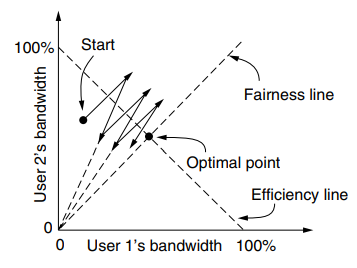 100%
Start
Fairness line
User 2's bandwidth
Optimal point
Efficiency line
0
0 User 1's bandwidth 100%